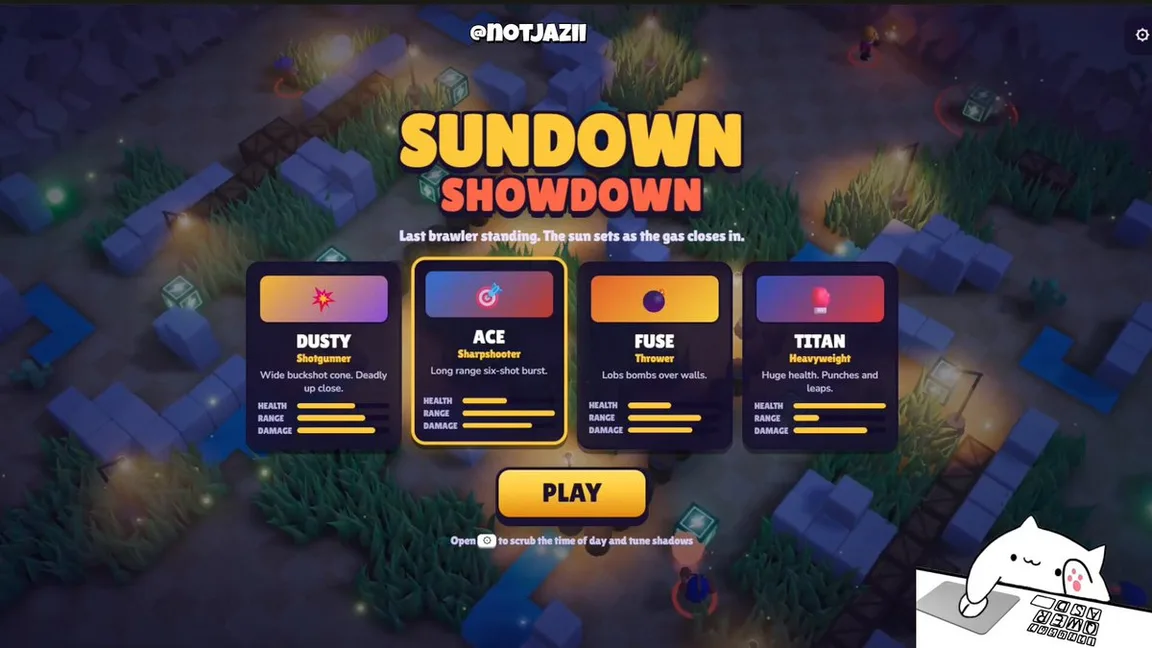 @NOTJAZII
SUNDOWN
SHOWDOWN
Last brawler standing. The sun sets as the gas closes in.
DUSTY
Shotgunner
Wide buckshot cone. Deadly
up close.
HEALTH
RANGE
DAMAGE
ACE
Sharpshooter
Long range six-shot burst.
HEALTH
RANGE
DAMAGE
FUSE
Thrower
Lobs bombs over walls.
HEALTH
RANGE
DAMAGE
TITAN
Heavyweight
Huge health. Punches and
leaps.
HEALTH
RANGE
DAMAGE
PLAY
Open to scrub the time of day and tune shadows